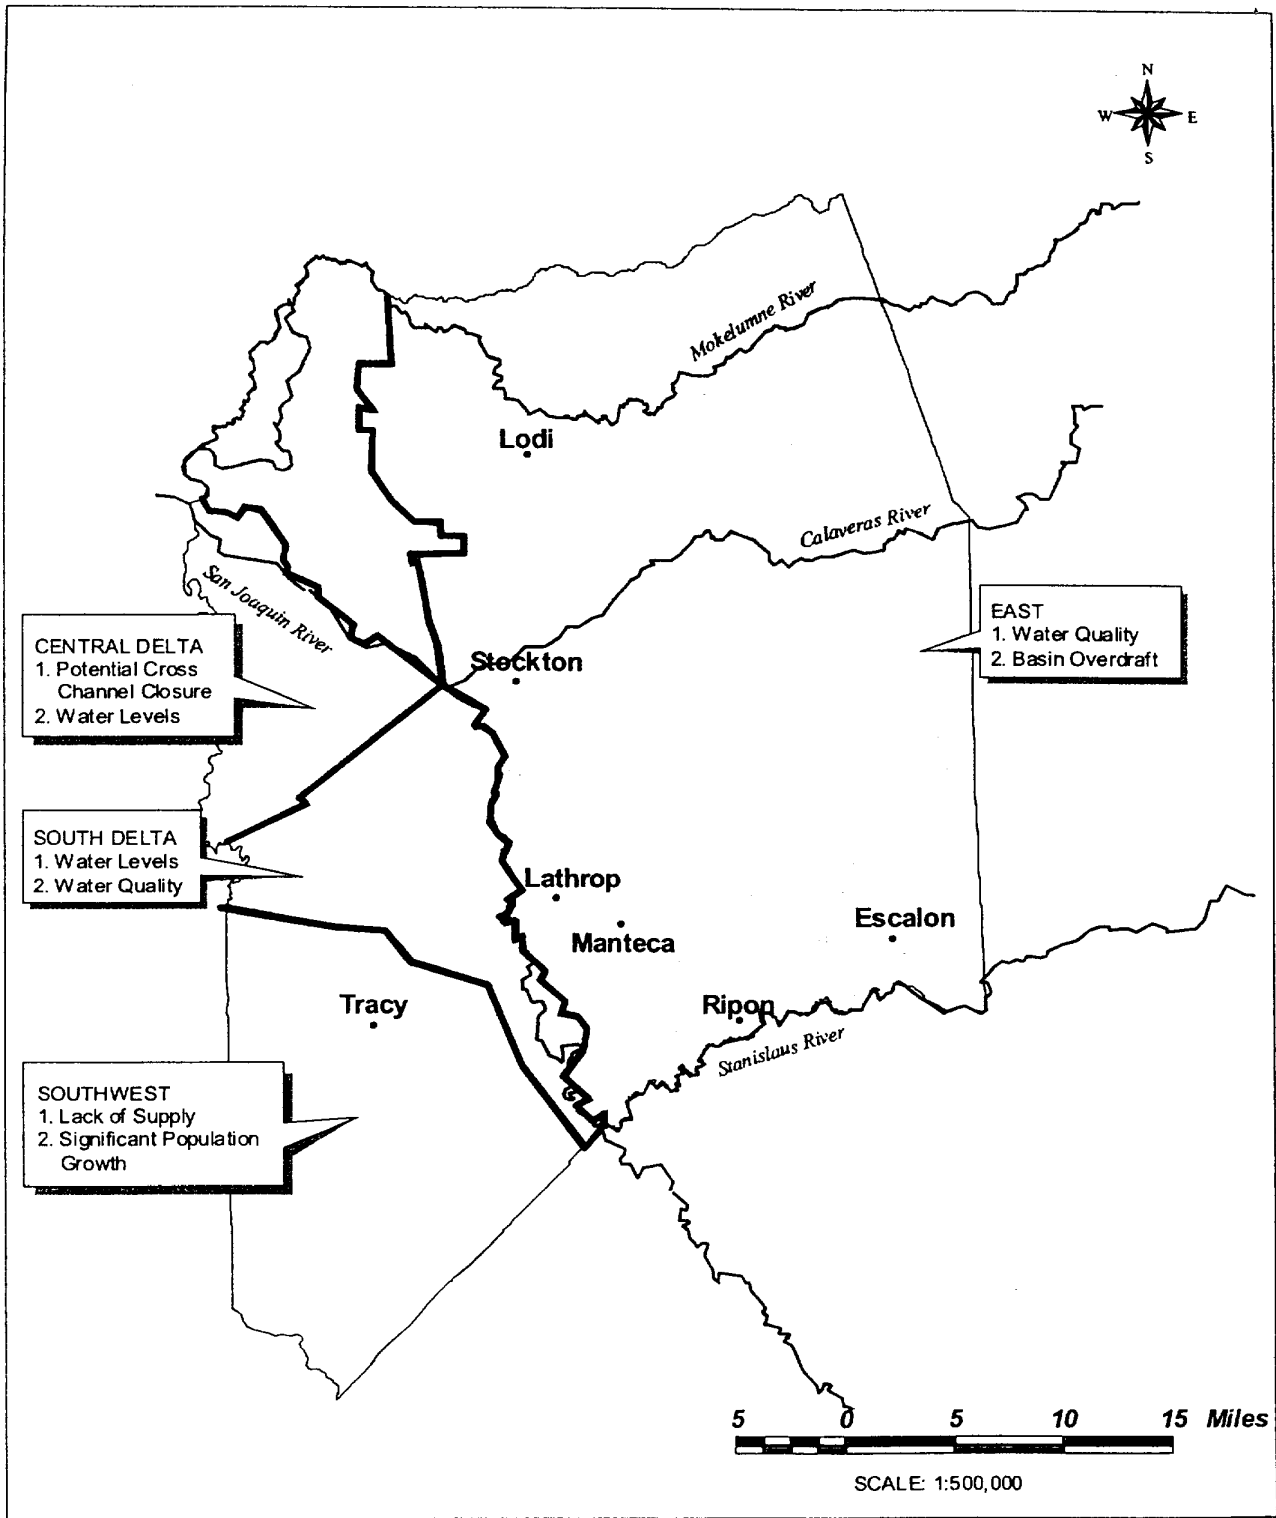 N
W E
S
Mokelumne River
Lodi
Calaveras River
San Joaquin River
EAST
1. Water Quality
2. Basin Overdraft
CENTRAL DELTA
1. Potential Cross
Channel Closure
2. Water Levels
Stockton
SOUTH DELTA
1. Water Levels
2. Water Quality
Lathrop
Manteca
Escalon
Tracy
Ripon
Stanislaus River
SOUTHWEST
1. Lack of Supply
2. Significant Population
Growth
5 0 5 10 15 Miles
SCALE: 1:500,000